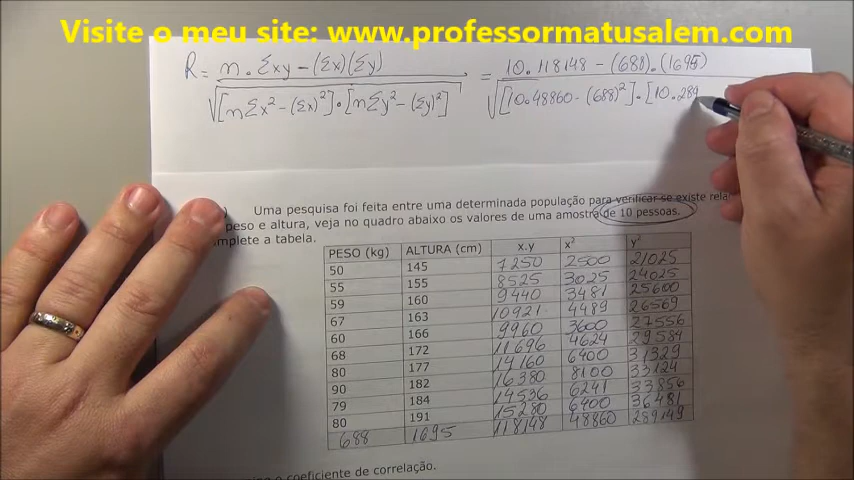 Visite o meu site: www.professormatusalem.com
R = n . Σxy - (Σx)(Σy) = 10.118148 - (688).(1695)
√[nΣx² - (Σx)²].[nΣy² - (Σy)²] √[10.48860 - (688)²].[10.289
Uma pesquisa foi feita entre uma determinada população para verificar se existe rela
peso e altura, veja no quadro abaixo os valores de uma amostra de 10 pessoas.
mplete a tabela.
PESO (kg) ALTURA (cm) x.y x² y²
50 145 7250 2500 21025
55 155 8525 3025 24025
59 160 9440 3481 25600
67 163 10921 4489 26569
60 166 9960 3600 27556
68 172 11696 4624 29584
80 177 14160 6400 31329
90 182 16380 8100 33124
79 184 14536 6241 33856
80 191 15280 6400 36481
688 1695 118148 48860 289149
o coeficiente de correlação.